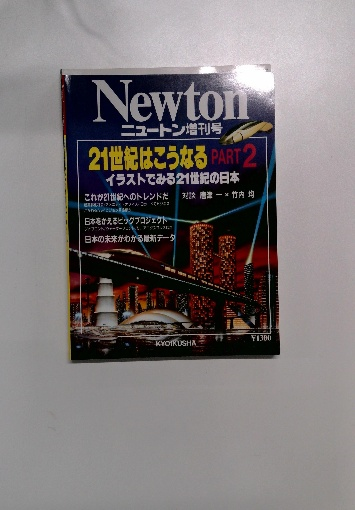 Newton
ニュートン増刊号
21世紀はこうなる PART 2
イラストでみる21世紀の日本
これが21世紀へのトレンドだ
対談 唐津 一 × 竹内 均
日本をかえるビッグプロジェクト
日本の未来がわかる最新データ
KYOIKUSHA
¥1300